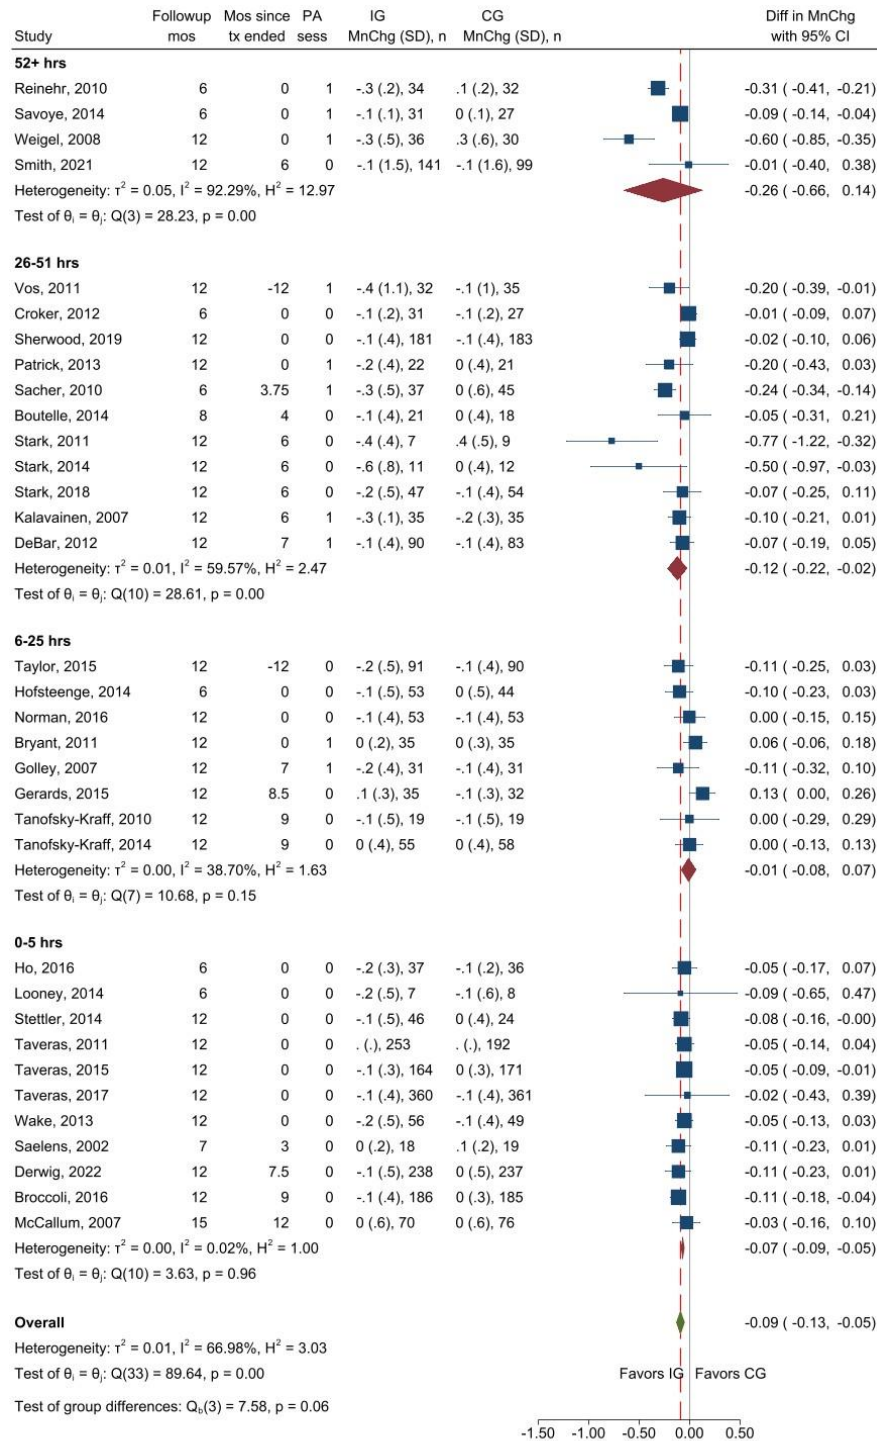 Followup Mos since PA IG CG Diff in MnChg
Study mos tx ended sess MnChg (SD), n MnChg (SD), n with 95% CI
52+ hrs
Reinehr, 2010 6 0 1 -.3 (.2), 34 .1 (.2), 32 -0.31 ( -0.41, -0.21)
Savoye, 2014 6 0 1 -.1 (.1), 31 0 (.1), 27 -0.09 ( -0.14, -0.04)
Weigel, 2008 12 0 1 -.3 (.5), 36 .3 (.6), 30 -0.60 ( -0.85, -0.35)
Smith, 2021 12 6 0 -.1 (1.5), 141 -.1 (1.6), 99 -0.01 ( -0.40, 0.38)
Heterogeneity: τ² = 0.05, I² = 92.29%, H² = 12.97 -0.26 ( -0.66, 0.14)
Test of θᵢ = θⱼ: Q(3) = 28.23, p = 0.00
26-51 hrs
Vos, 2011 12 -12 1 -.4 (1.1), 32 -.1 (1), 35 -0.20 ( -0.39, -0.01)
Croker, 2012 6 0 0 -.1 (.2), 31 -.1 (.2), 27 -0.01 ( -0.09, 0.07)
Sherwood, 2019 12 0 0 -.1 (.4), 181 -.1 (.4), 183 -0.02 ( -0.10, 0.06)
Patrick, 2013 12 0 1 -.2 (.4), 22 0 (.4), 21 -0.20 ( -0.43, 0.03)
Sacher, 2010 6 3.75 1 -.3 (.5), 37 0 (.6), 45 -0.24 ( -0.34, -0.14)
Boutelle, 2014 8 4 0 -.1 (.4), 21 0 (.4), 18 -0.05 ( -0.31, 0.21)
Stark, 2011 12 6 0 -.4 (.4), 7 .4 (.5), 9 -0.77 ( -1.22, -0.32)
Stark, 2014 12 6 0 -.6 (.8), 11 0 (.4), 12 -0.50 ( -0.97, -0.03)
Stark, 2018 12 6 0 -.2 (.5), 47 -.1 (.4), 54 -0.07 ( -0.25, 0.11)
Kalavainen, 2007 12 6 1 -.3 (.1), 35 -.2 (.3), 35 -0.10 ( -0.21, 0.01)
DeBar, 2012 12 7 1 -.1 (.4), 90 -.1 (.4), 83 -0.07 ( -0.19, 0.05)
Heterogeneity: τ² = 0.01, I² = 59.57%, H² = 2.47 -0.12 ( -0.22, -0.02)
Test of θᵢ = θⱼ: Q(10) = 28.61, p = 0.00
6-25 hrs
Taylor, 2015 12 -12 0 -.2 (.5), 91 -.1 (.4), 90 -0.11 ( -0.25, 0.03)
Hofsteenge, 2014 6 0 0 -.1 (.5), 53 0 (.5), 44 -0.10 ( -0.23, 0.03)
Norman, 2016 12 0 0 -.1 (.4), 53 -.1 (.4), 53 0.00 ( -0.15, 0.15)
Bryant, 2011 12 0 1 0 (.2), 35 0 (.3), 35 0.06 ( -0.06, 0.18)
Golley, 2007 12 7 1 -.2 (.4), 31 -.1 (.4), 31 -0.11 ( -0.32, 0.10)
Gerards, 2015 12 8.5 0 .1 (.3), 35 -.1 (.3), 32 0.13 ( 0.00, 0.26)
Tanofsky-Kraff, 2010 12 9 0 -.1 (.5), 19 -.1 (.5), 19 0.00 ( -0.29, 0.29)
Tanofsky-Kraff, 2014 12 9 0 0 (.4), 55 0 (.4), 58 0.00 ( -0.13, 0.13)
Heterogeneity: τ² = 0.00, I² = 38.70%, H² = 1.63 -0.01 ( -0.08, 0.07)
Test of θᵢ = θⱼ: Q(7) = 10.68, p = 0.15
0-5 hrs
Ho, 2016 6 0 0 -.2 (.3), 37 -.1 (.2), 36 -0.05 ( -0.17, 0.07)
Looney, 2014 6 0 0 -.2 (.5), 7 -.1 (.6), 8 -0.09 ( -0.65, 0.47)
Stettler, 2014 12 0 0 -.1 (.5), 46 0 (.4), 24 -0.08 ( -0.16, -0.00)
Taveras, 2011 12 0 0 . (.), 253 . (.), 192 -0.05 ( -0.14, 0.04)
Taveras, 2015 12 0 0 -.1 (.3), 164 0 (.3), 171 -0.05 ( -0.09, -0.01)
Taveras, 2017 12 0 0 -.1 (.4), 360 -.1 (.4), 361 -0.02 ( -0.43, 0.39)
Wake, 2013 12 0 0 -.2 (.5), 56 -.1 (.4), 49 -0.05 ( -0.13, 0.03)
Saelens, 2002 7 3 0 0 (.2), 18 .1 (.2), 19 -0.11 ( -0.23, 0.01)
Derwig, 2022 12 7.5 0 -.1 (.5), 238 0 (.5), 237 -0.11 ( -0.23, 0.01)
Broccoli, 2016 12 9 0 -.1 (.4), 186 0 (.3), 185 -0.11 ( -0.18, -0.04)
McCallum, 2007 15 12 0 0 (.6), 70 0 (.6), 76 -0.03 ( -0.16, 0.10)
Heterogeneity: τ² = 0.00, I² = 0.02%, H² = 1.00 -0.07 ( -0.09, -0.05)
Test of θᵢ = θⱼ: Q(10) = 3.63, p = 0.96
Overall -0.09 ( -0.13, -0.05)
Heterogeneity: τ² = 0.01, I² = 66.98%, H² = 3.03
Test of θᵢ = θⱼ: Q(33) = 89.64, p = 0.00 Favors IG Favors CG
Test of group differences: Q_b(3) = 7.58, p = 0.06
-1.50 -1.00 -0.50 0.00 0.50